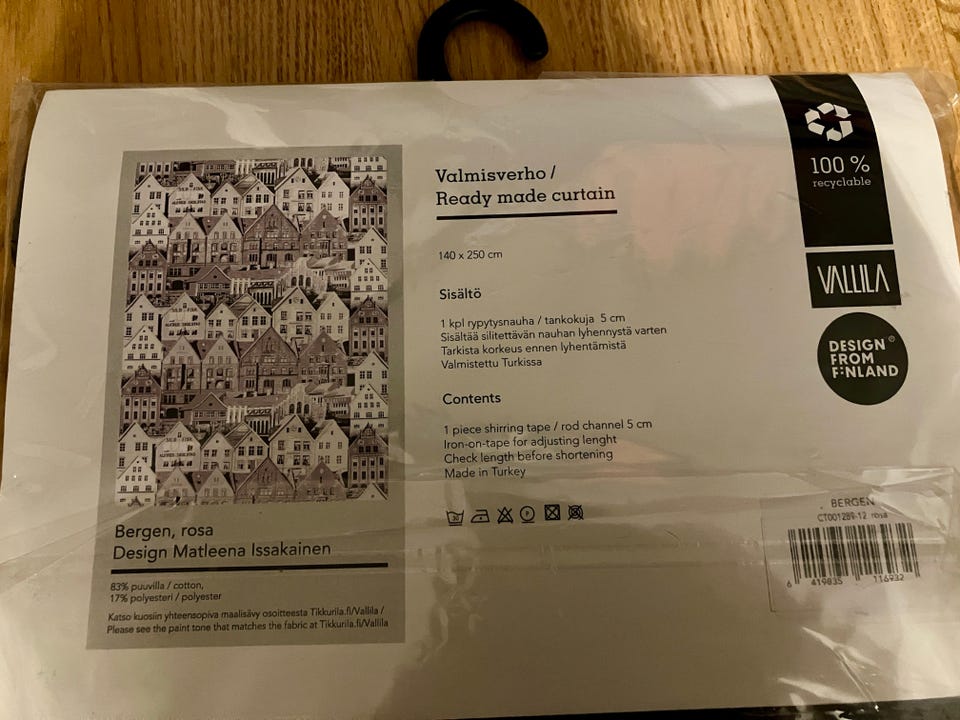 Valmisverho /
Ready made curtain
140 x 250 cm
Sisältö
1 kpl rypytysnauha / tankokuja 5 cm
Sisältää silitettävän nauhan lyhennystä varten
Tarkista korkeus ennen lyhentämistä
Valmistettu Turkissa
Contents
1 piece shirring tape / rod channel 5 cm
Iron-on-tape for adjusting lenght
Check length before shortening
Made in Turkey
100 %
recyclable
VALLILA
DESIGN ®
FROM
FINLAND
Bergen, rosa
Design Matleena Issakainen
83% puuvilla / cotton,
17% polyesteri / polyester
Katso kuosiin yhteensopiva maalisävy osoitteesta Tikkurila.fi/Vallila /
Please see the paint tone that matches the fabric at Tikkurila.fi/Vallila
BERGEN
CT001289-12 rosa
6 419835 116932